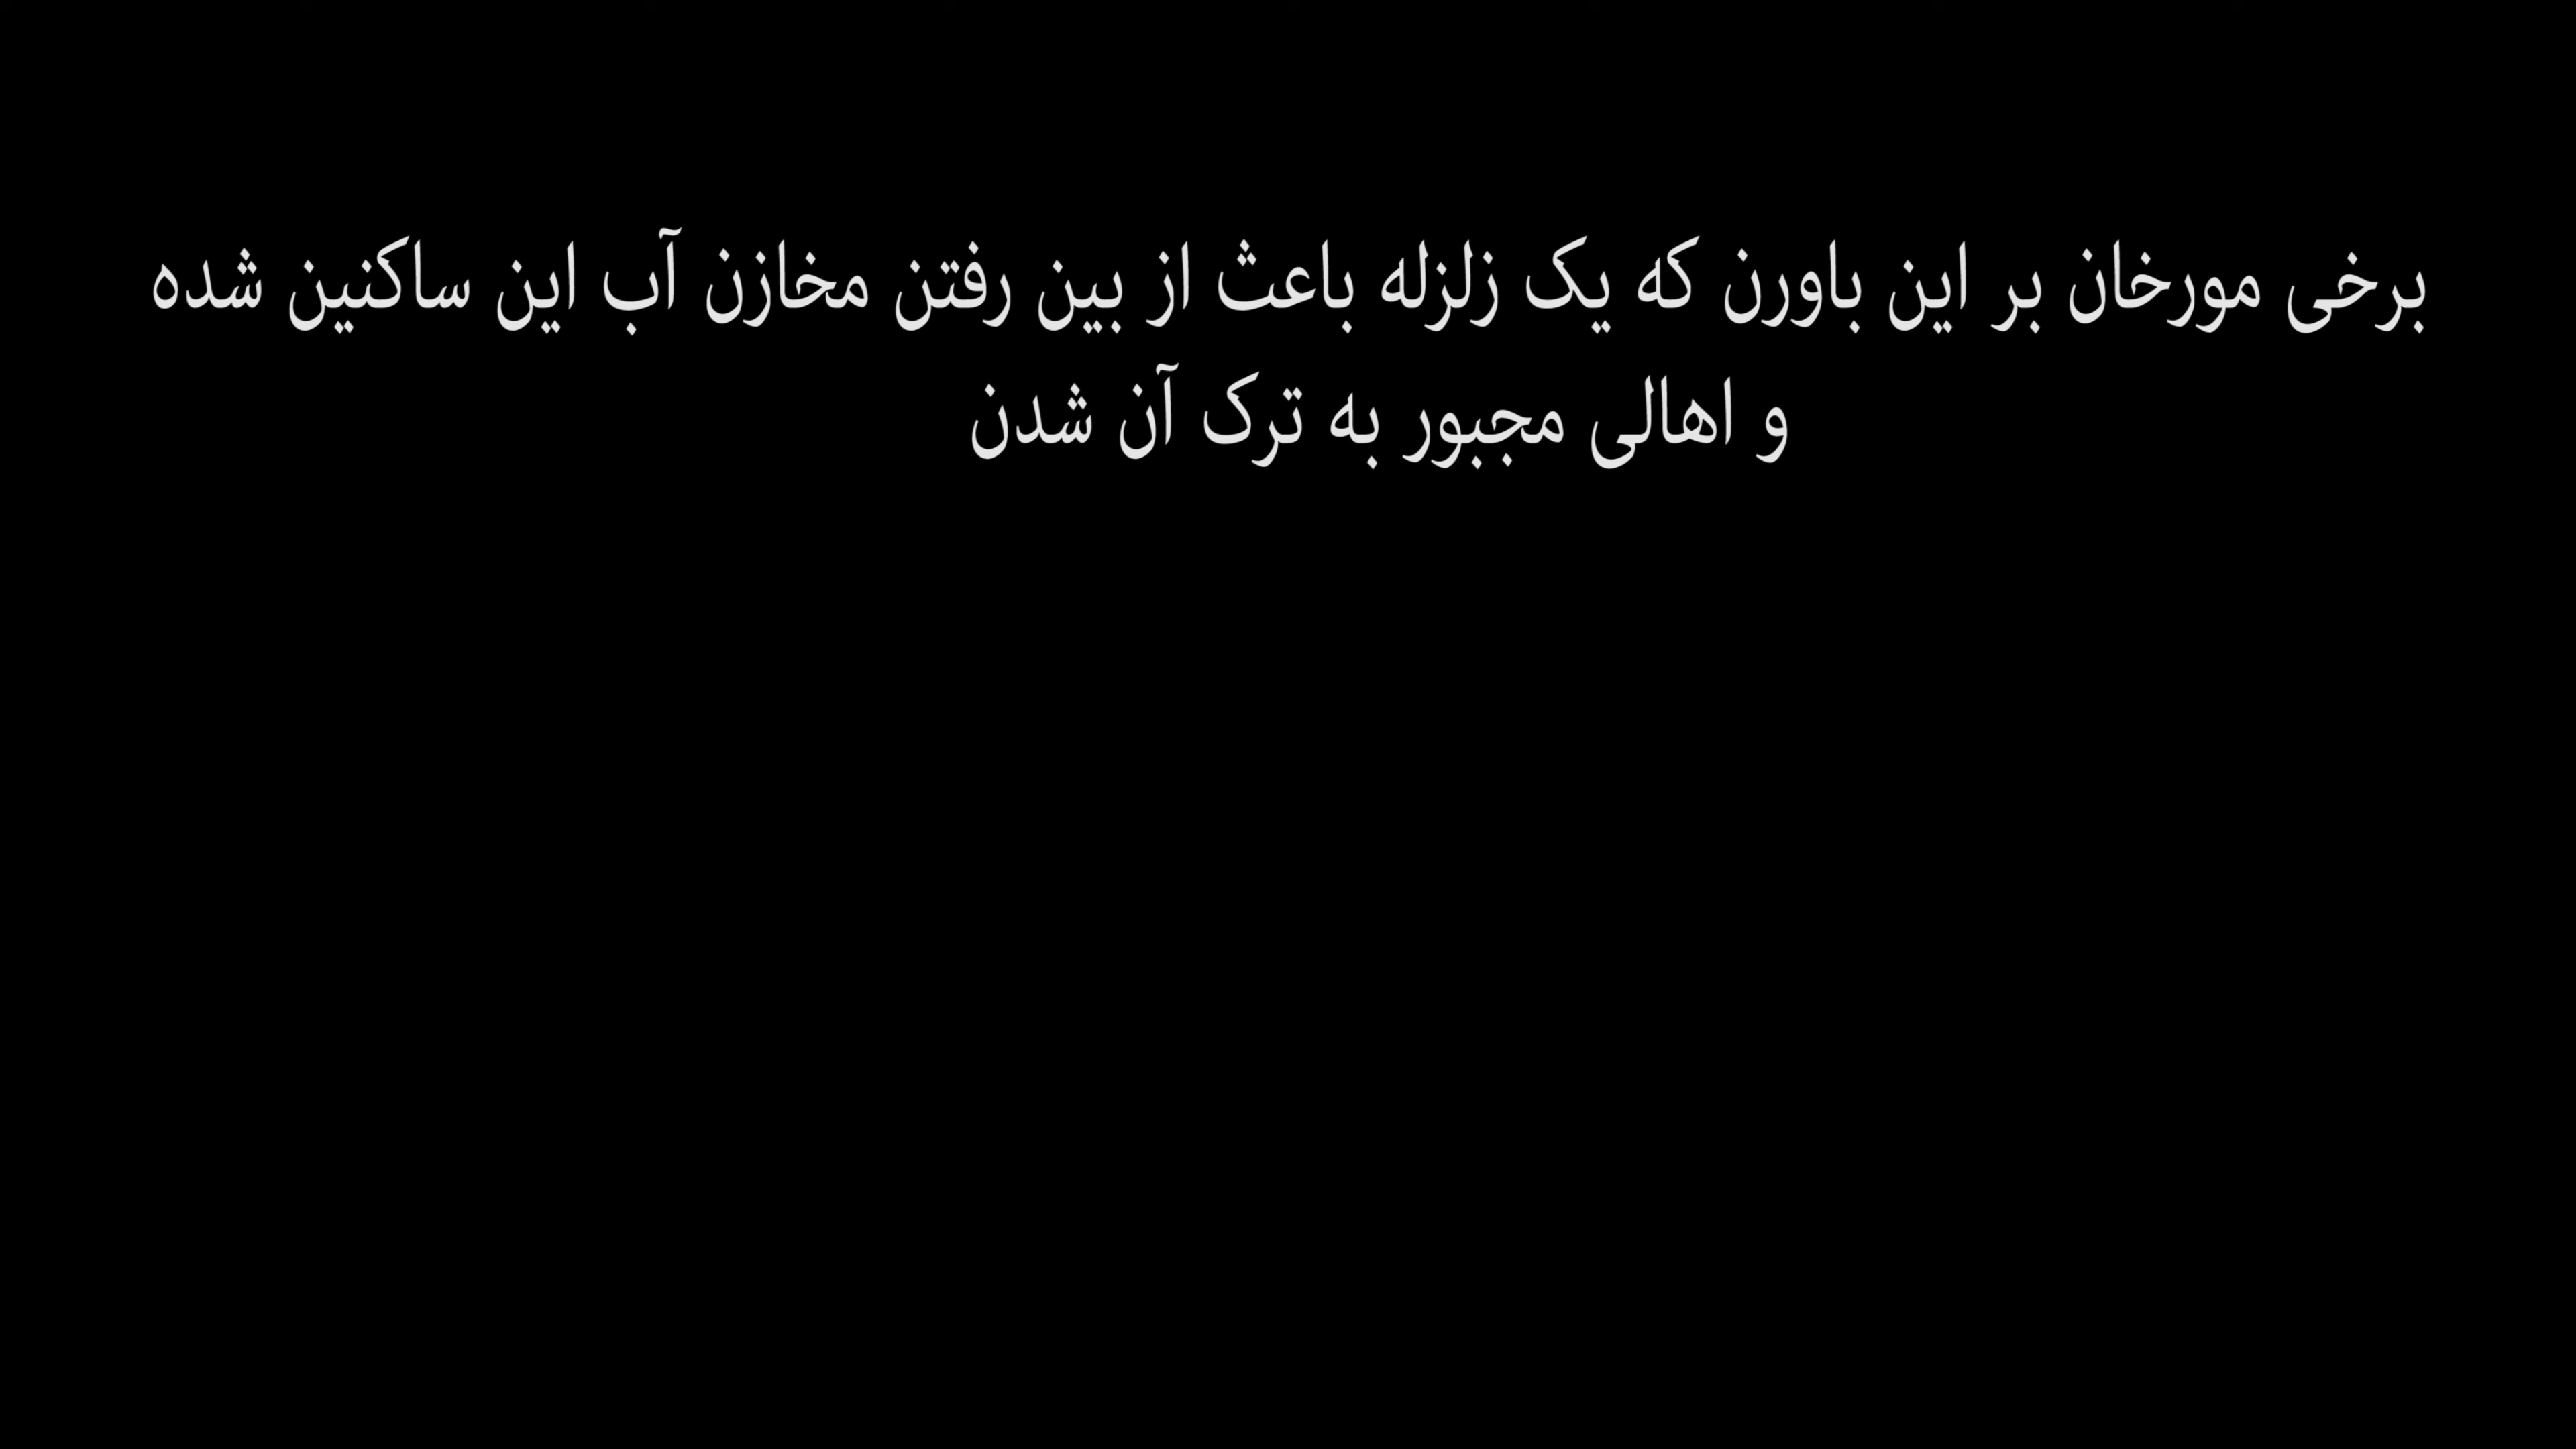 برخی مورخان بر این باورن که یک زلزله باعث از بین رفتن مخازن آب این ساکنین شده
و اهالی مجبور به ترک آن شدن